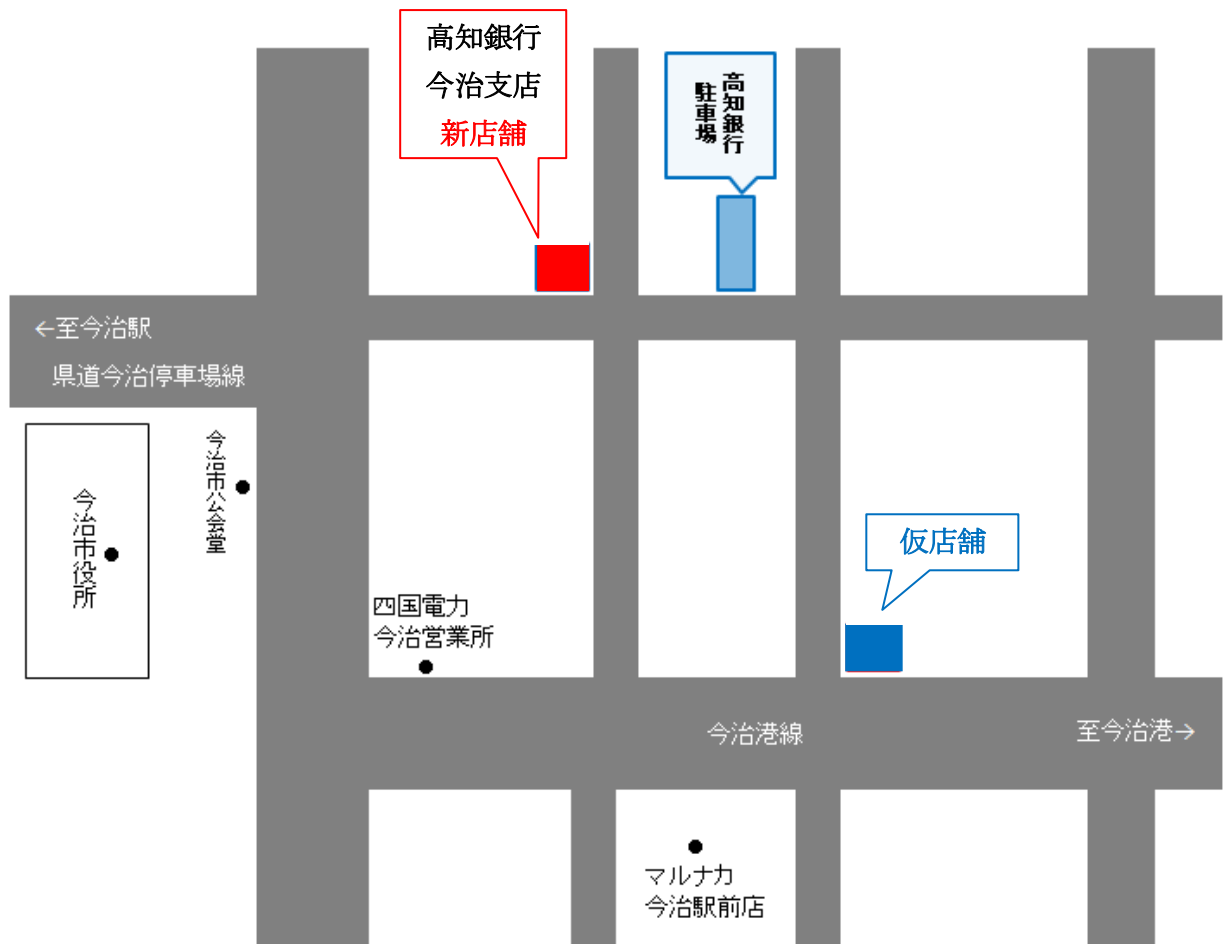 高知銀行
今治支店
新店舗
高知銀行
駐車場
←至今治駅
県道今治停車場線
今治市公会堂
今治市役所
仮店舗
四国電力
今治営業所
今治港線
至今治港→
マルナカ
今治駅前店